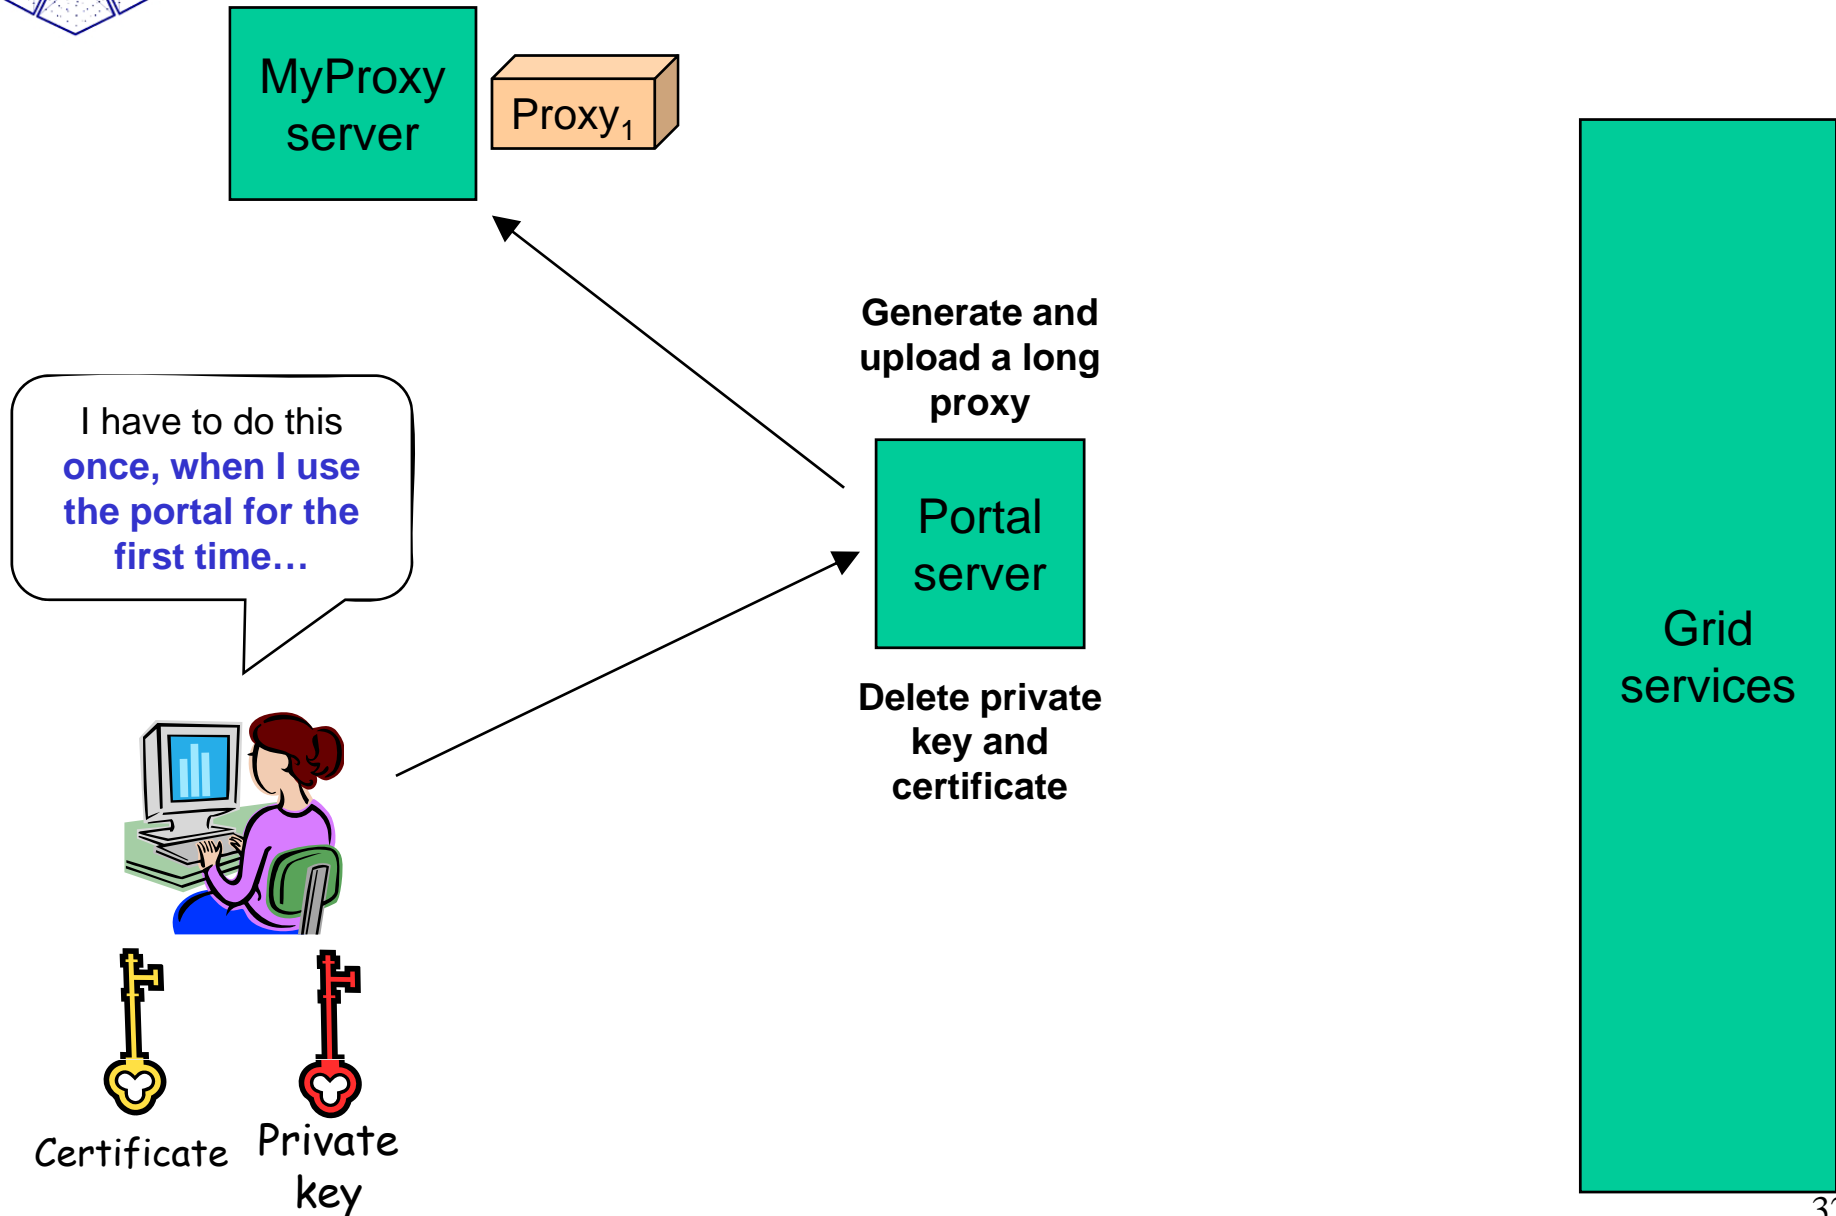 MyProxy
server
Proxy1
Generate and
upload a long
proxy
I have to do this
once, when I use
the portal for the
first time…
Portal
server
Grid
services
Delete private
key and
certificate
Certificate
Private
key